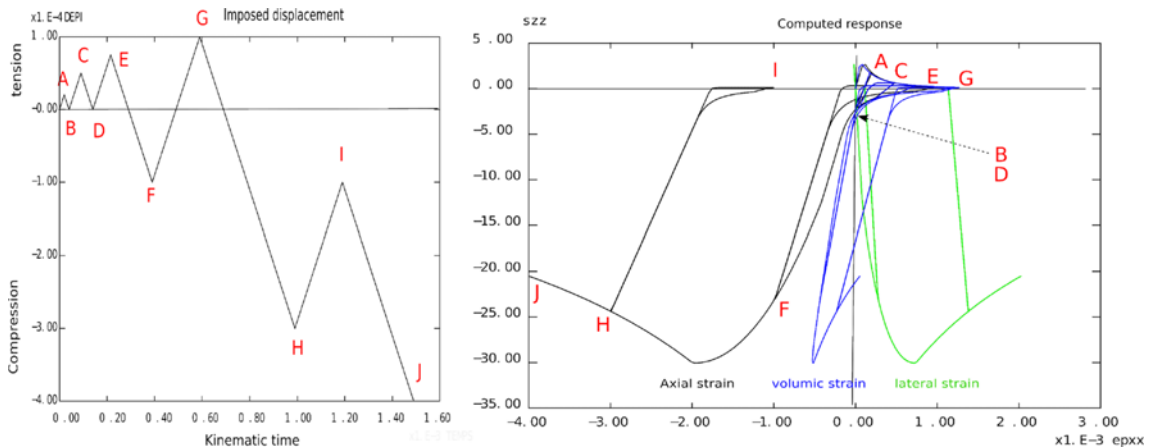 x1. E-4 DEPI
Imposed displacement
1.00
-0.00
-1.00
-2.00
-3.00
-4.00
tension
Compression
A
B
C
D
E
F
G
H
I
J
0.00 0.20 0.40 0.60 0.80 1.00 1.20 1.40 1.60
Kinematic time
szz
Computed response
5.00
0.00
-5.00
-10.00
-15.00
-20.00
-25.00
-30.00
-35.00
I
A
C
E
G
B
D
F
J
H
Axial strain
volumic strain
lateral strain
-4.00 -3.00 -2.00 -1.00 0.00 1.00 2.00 3.00
x1. E-3 epxx